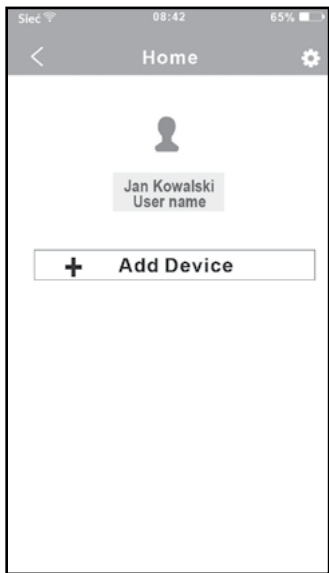 Sieć 08:42 65%
Home
Jan Kowalski
User name
+ Add Device